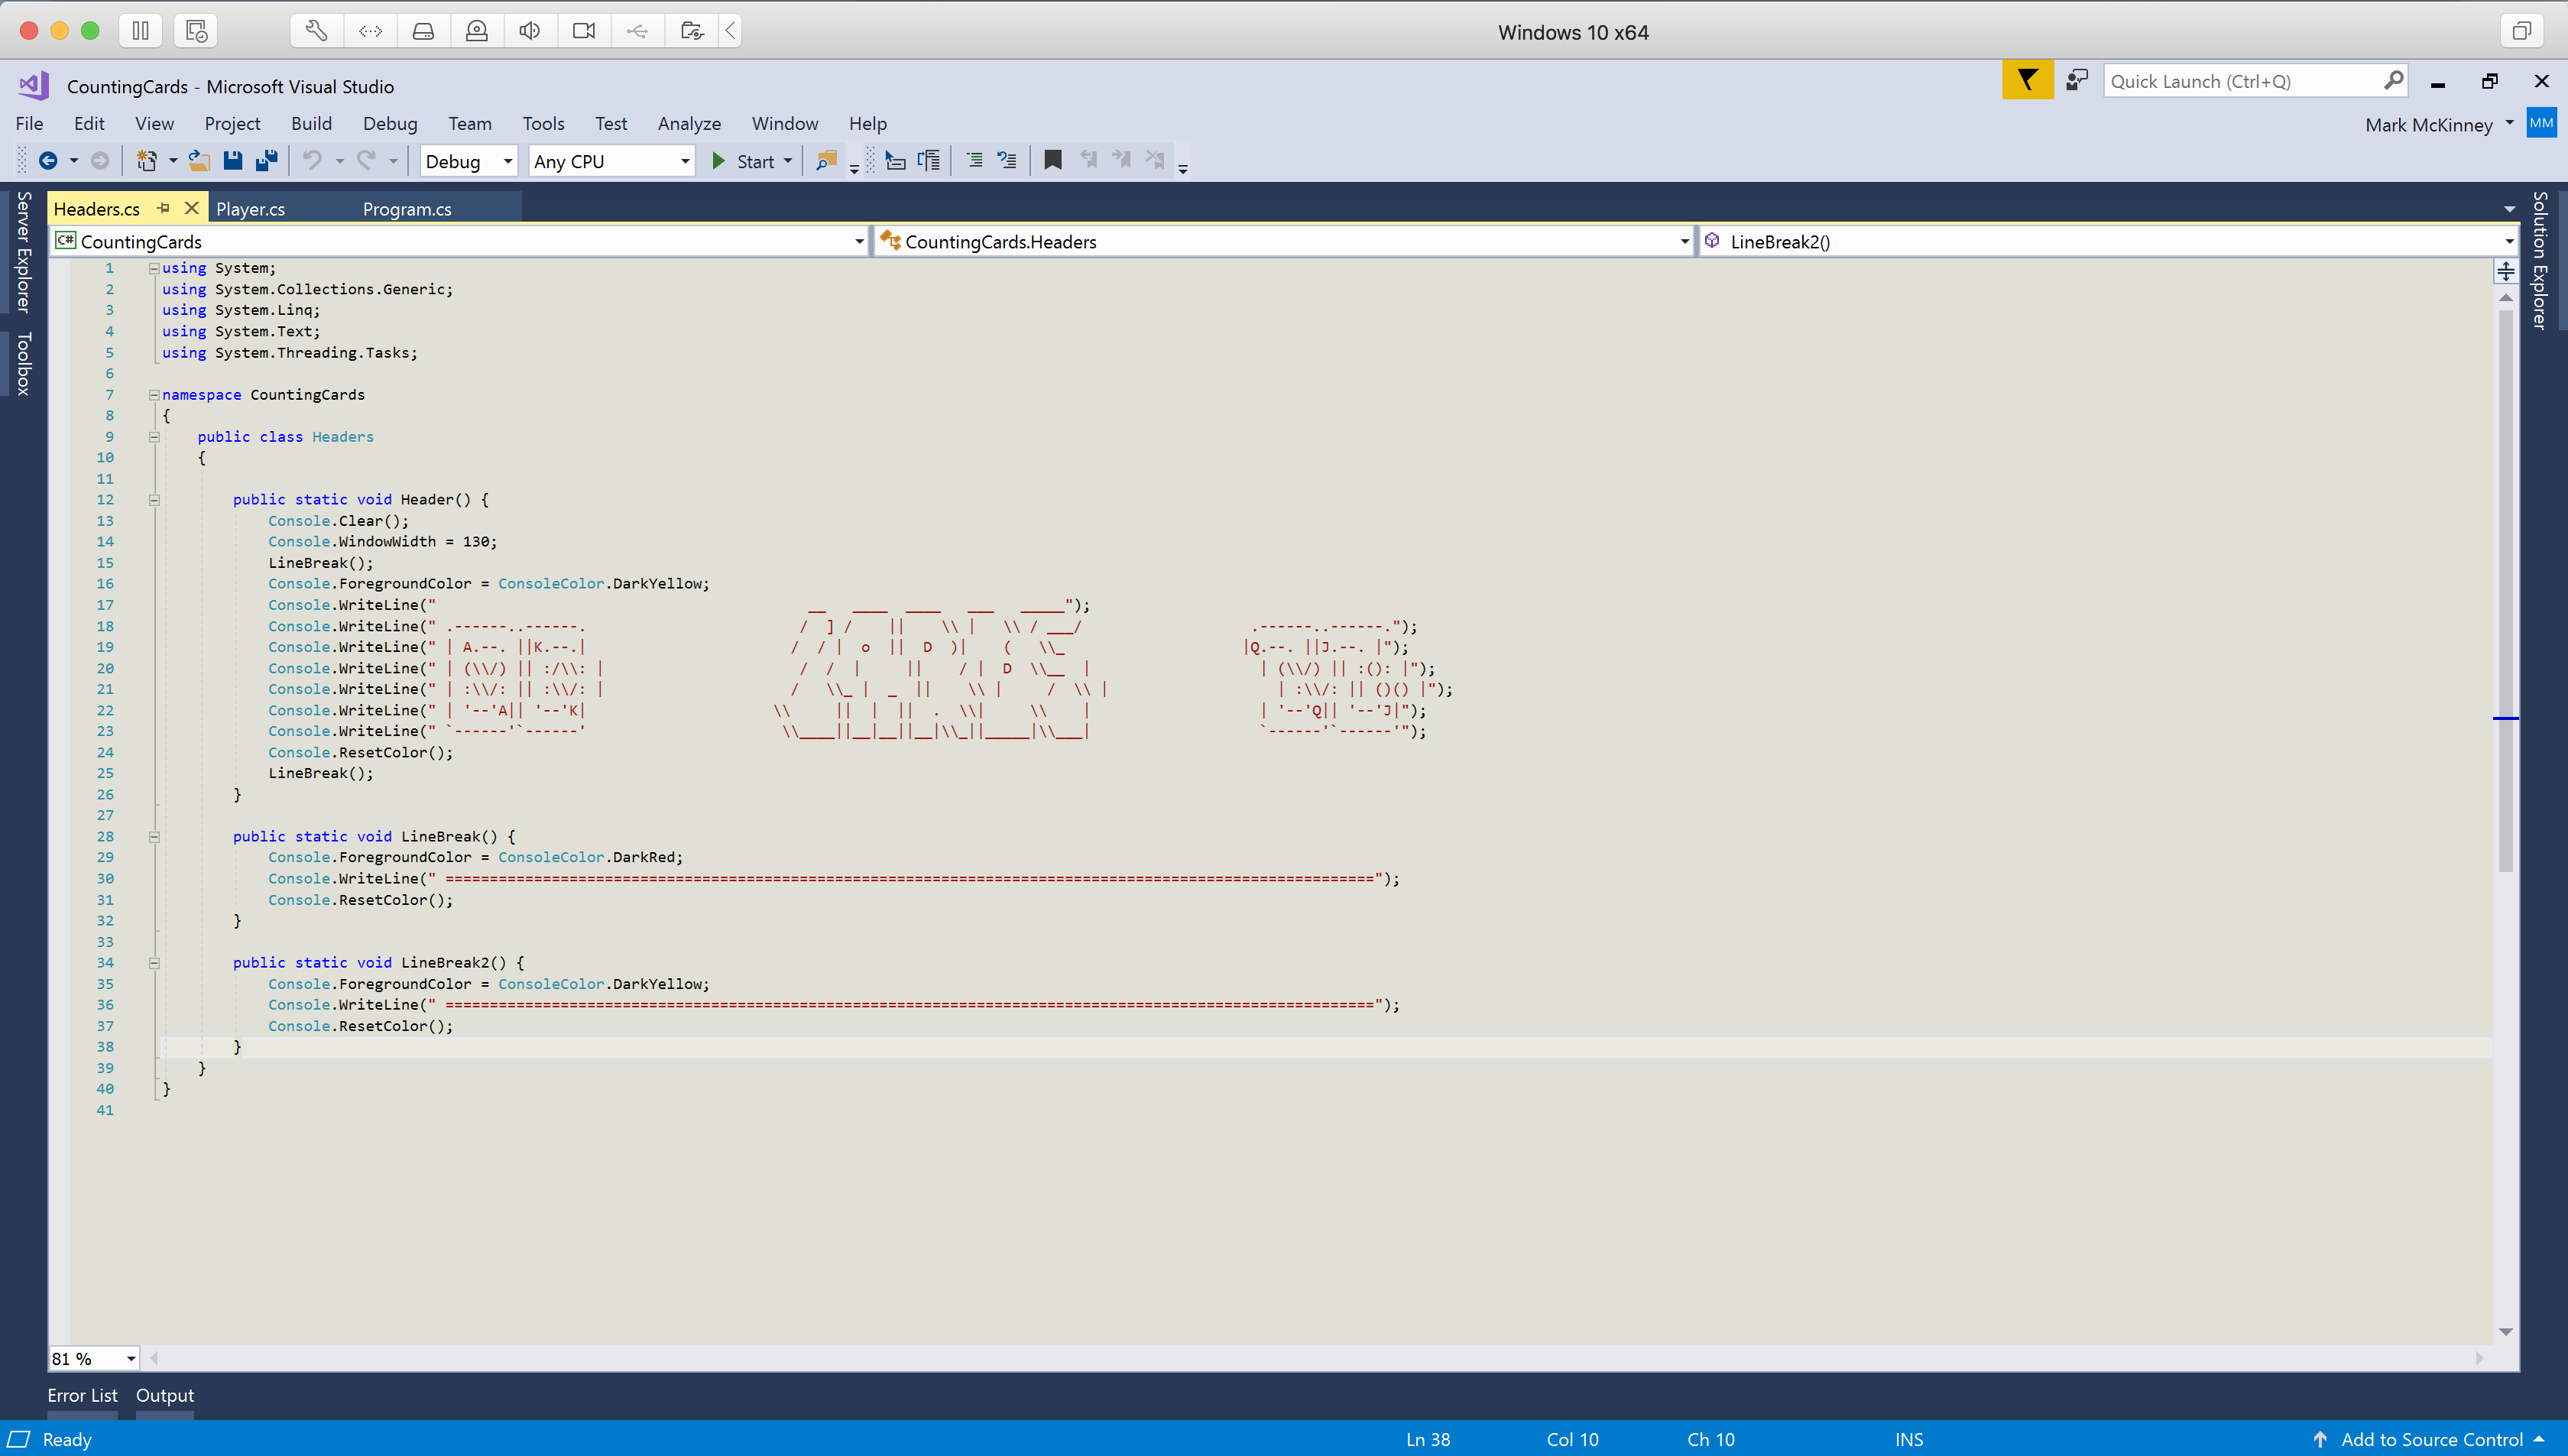 Windows 10 x64
CountingCards - Microsoft Visual Studio
Quick Launch (Ctrl+Q)
File Edit View Project Build Debug Team Tools Test Analyze Window Help
Mark McKinney MM
Debug Any CPU Start
Server Explorer
Toolbox
Solution Explorer
Headers.cs Player.cs Program.cs
C# CountingCards CountingCards.Headers LineBreak2()
1 using System;
2 using System.Collections.Generic;
3 using System.Linq;
4 using System.Text;
5 using System.Threading.Tasks;
6
7 namespace CountingCards
8 {
9 public class Headers
10 {
11
12 public static void Header() {
13 Console.Clear();
14 Console.WindowWidth = 130;
15 LineBreak();
16 Console.ForegroundColor = ConsoleColor.DarkYellow;
17 Console.WriteLine("                                          __   ____  ____   ___   _____");
18 Console.WriteLine(" .------..------.                        /  ] /    ||    \\ |   \\ / ___/                   .------..------.");
19 Console.WriteLine(" | A.--. ||K.--.|                       /  / |  o  ||  D  )|    (   \\_                    |Q.--. ||J.--. |");
20 Console.WriteLine(" | (\\/) || :/\\: |                      /  /  |     ||    / |  D  \\__  |                   | (\\/) || :(): |");
21 Console.WriteLine(" | :\\/: || :\\/: |                     /   \\_ |  _  ||    \\ |     /  \\ |                   | :\\/: || ()() |");
22 Console.WriteLine(" | '--'A|| '--'K|                     \\     ||  |  ||  .  \\|     \\    |                   | '--'Q|| '--'J|");
23 Console.WriteLine(" `------'`------'                      \\____||__|__||__|\\_||_____|\\___|                   `------'`------'");
24 Console.ResetColor();
25 LineBreak();
26 }
27
28 public static void LineBreak() {
29 Console.ForegroundColor = ConsoleColor.DarkRed;
30 Console.WriteLine(" =========================================================================================================");
31 Console.ResetColor();
32 }
33
34 public static void LineBreak2() {
35 Console.ForegroundColor = ConsoleColor.DarkYellow;
36 Console.WriteLine(" =========================================================================================================");
37 Console.ResetColor();
38 }
39 }
40 }
41
81 %
Error List Output
Ready Ln 38 Col 10 Ch 10 INS Add to Source Control